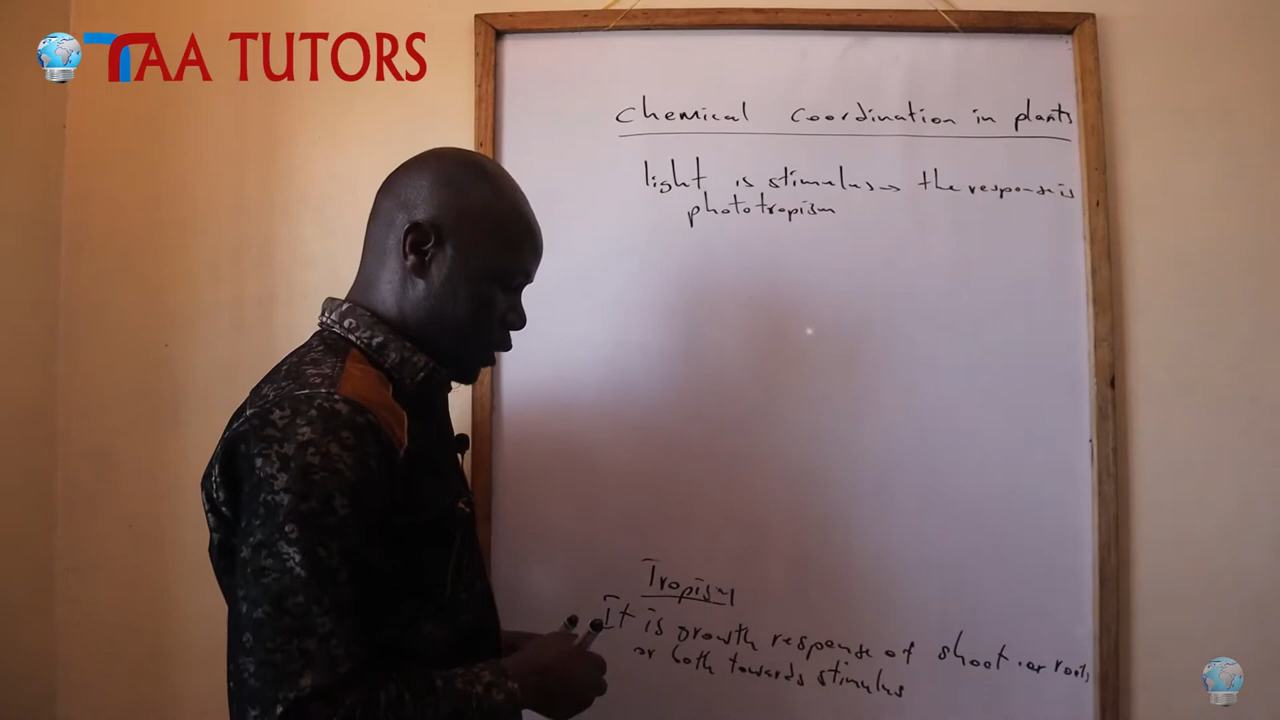 TAA TUTORS
Chemical Coordination in plants
light is stimulus → the response is
phototropism
Tropism
It is growth response of shoot or roots
or both towards stimulus